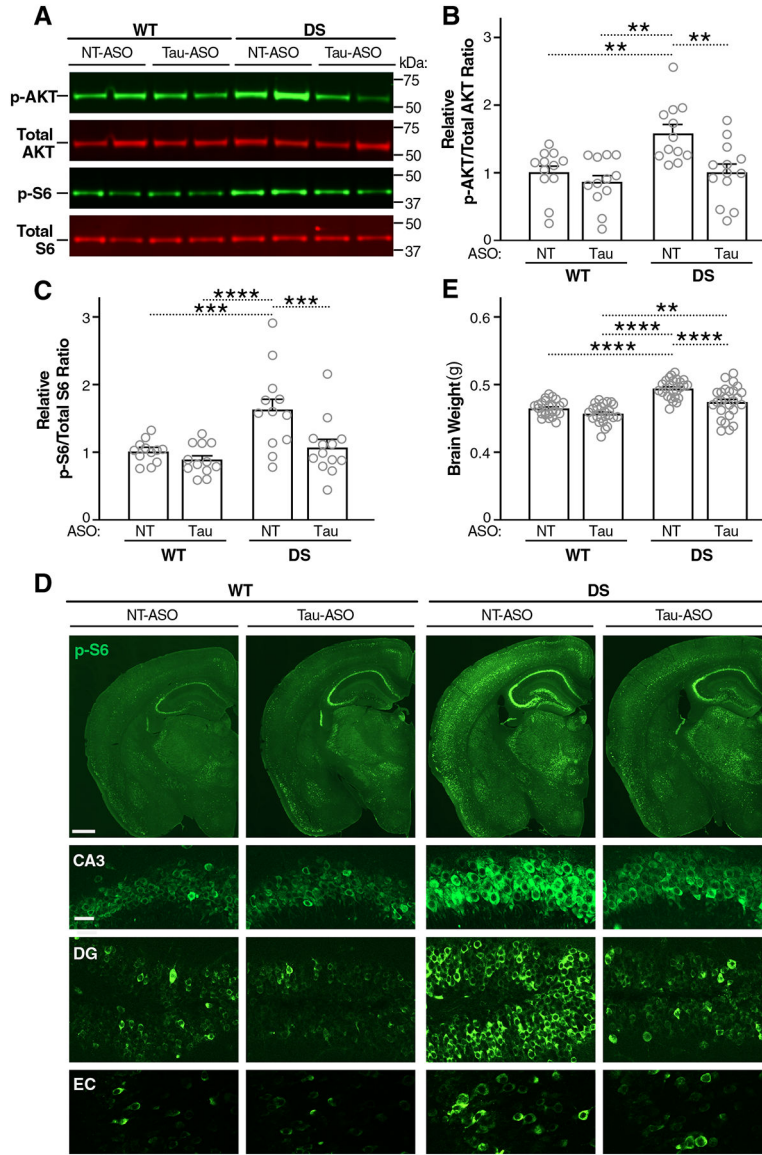 A
WT
DS
NT-ASO
Tau-ASO
NT-ASO
Tau-ASO
kDa:
p-AKT
75
50
Total
AKT
75
50
p-S6
50
37
Total
S6
50
37
B
Relative
p-AKT/Total AKT Ratio
3
2
1
0
**
**
**
ASO:
NT
Tau
NT
Tau
WT
DS
C
Relative
p-S6/Total S6 Ratio
3
2
1
0
****
***
***
ASO:
NT
Tau
NT
Tau
WT
DS
E
Brain Weight(g)
0.6
0.5
0.4
0
**
****
****
****
ASO:
NT
Tau
NT
Tau
WT
DS
D
WT
DS
NT-ASO
Tau-ASO
NT-ASO
Tau-ASO
p-S6
CA3
DG
EC